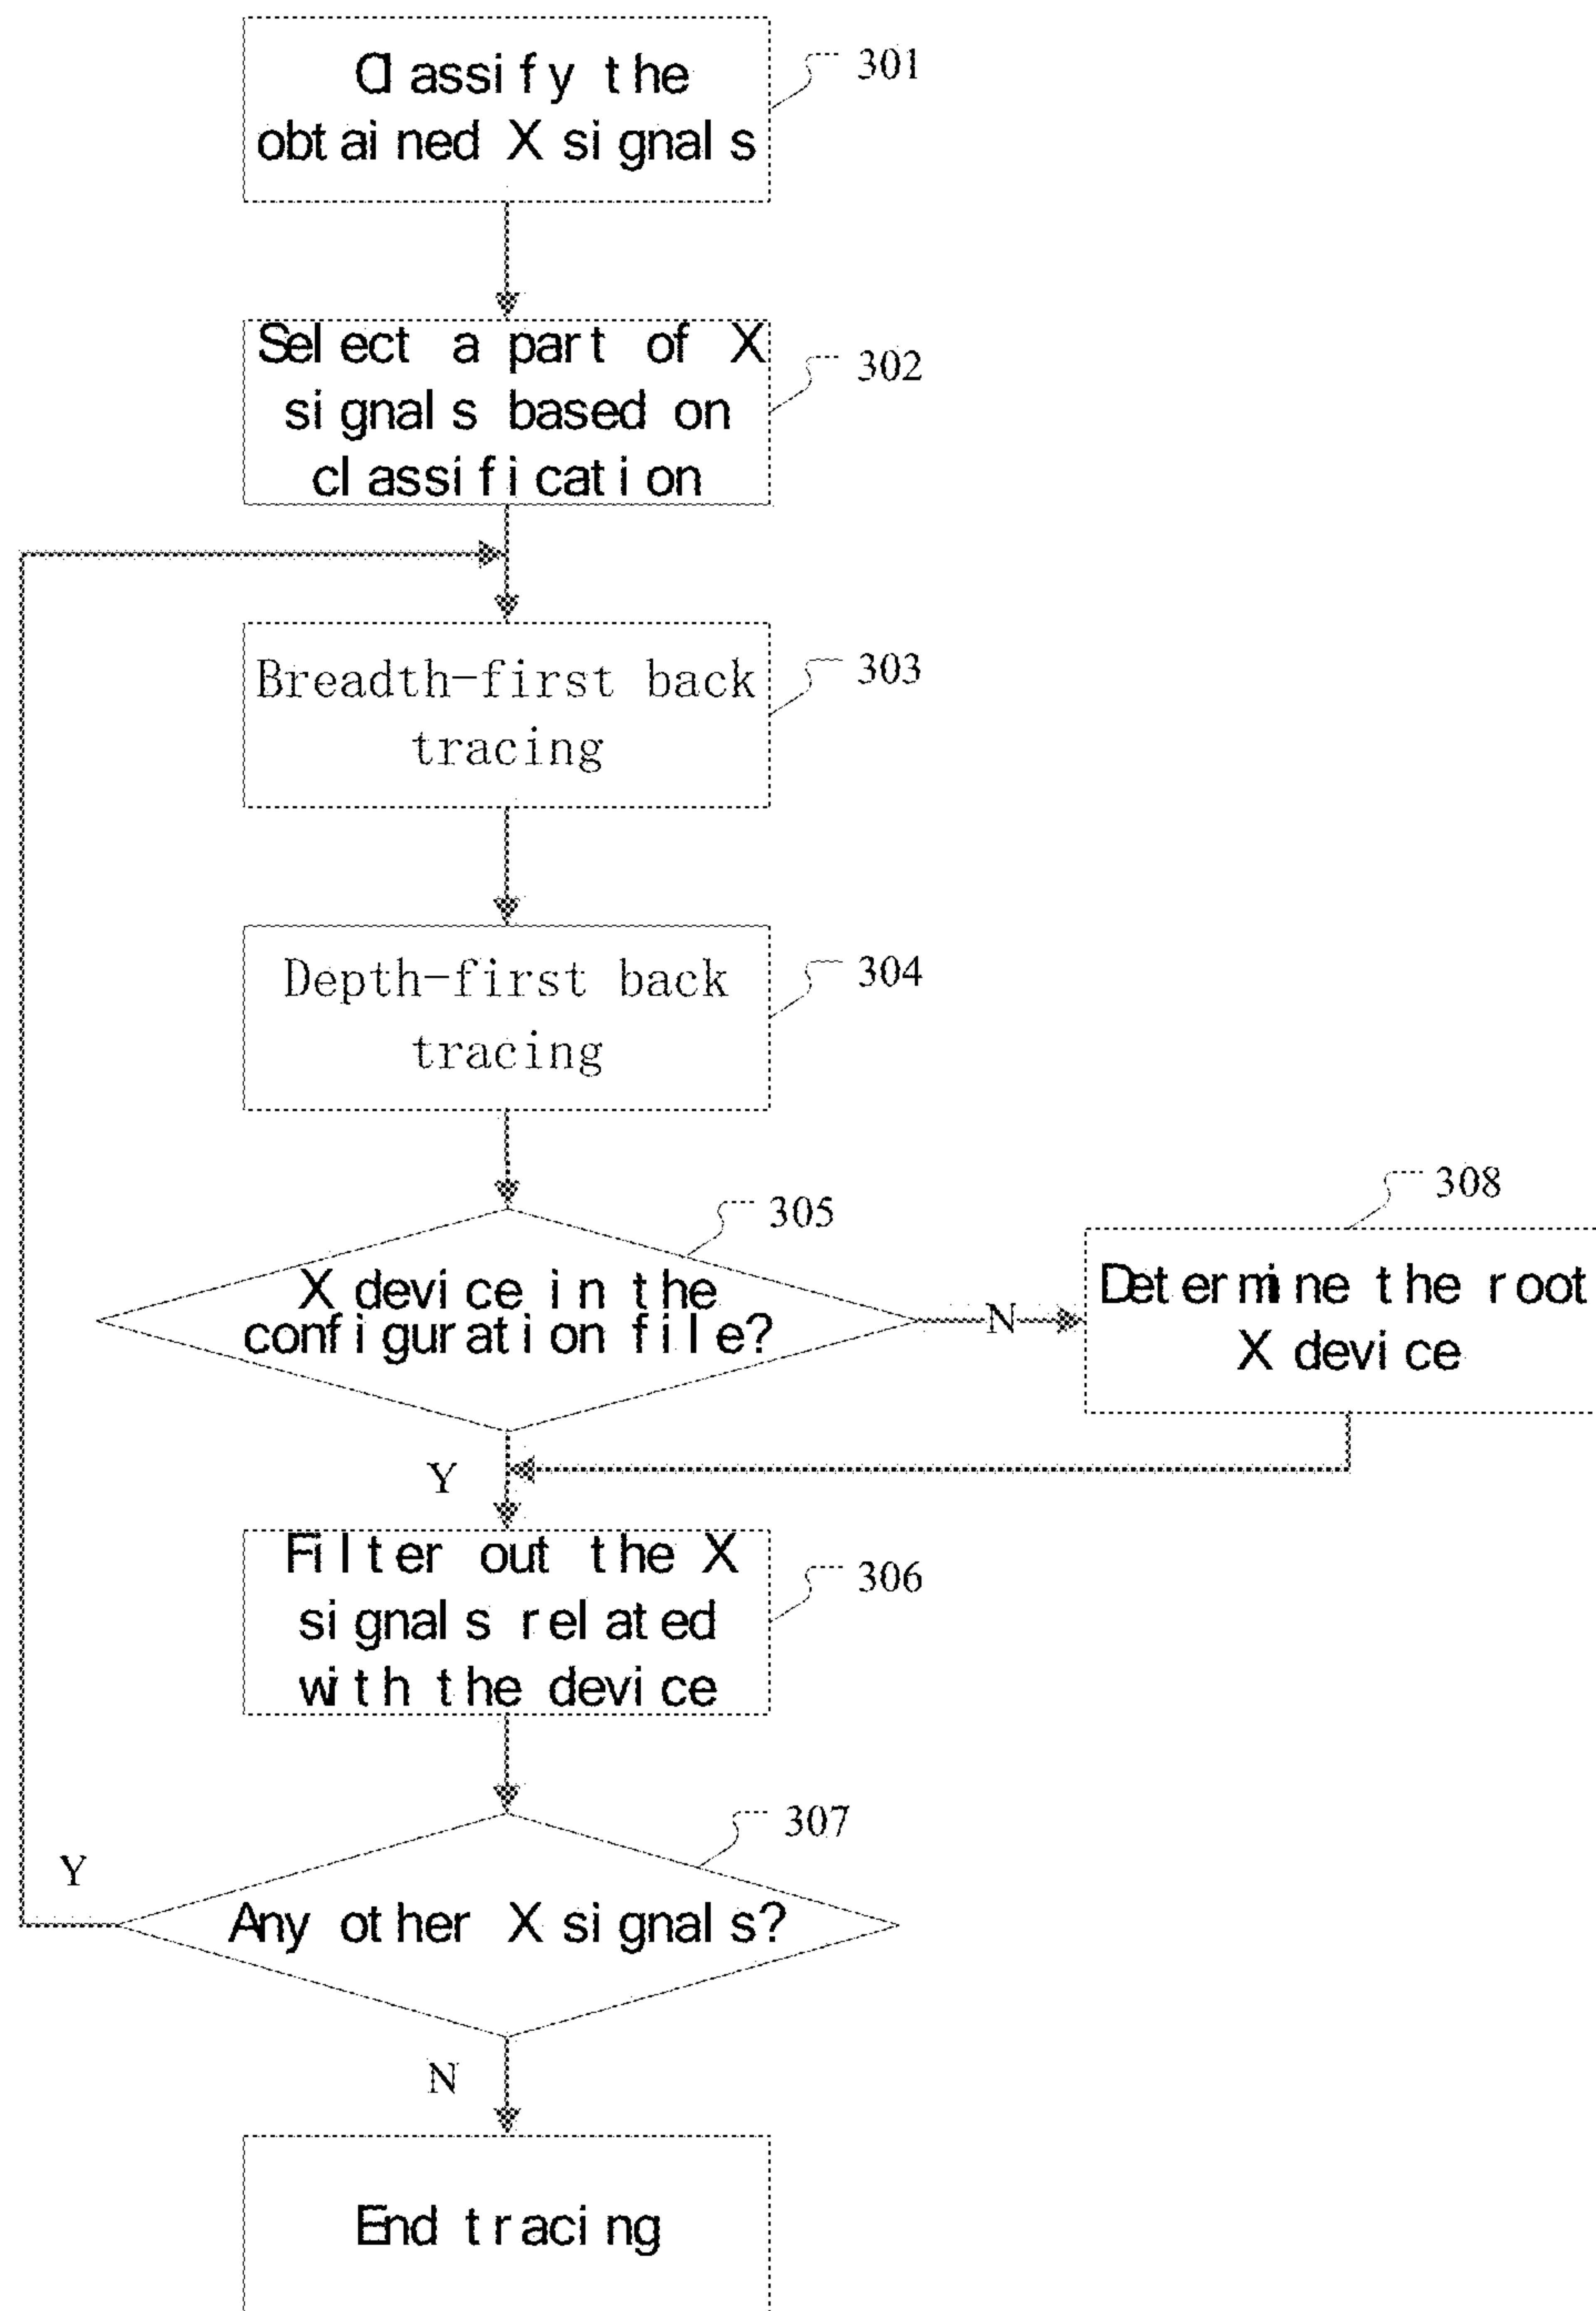 Classify the
obtained X signals
301
Select a part of X
signals based on
classification
302
Breadth-first back
tracing
303
Depth-first back
tracing
304
305
X device in the
configuration file?
N
308
Determine the root
X device
Y
Filter out the X
signals related
with the device
306
307
Y
Any other X signals?
N
End tracing